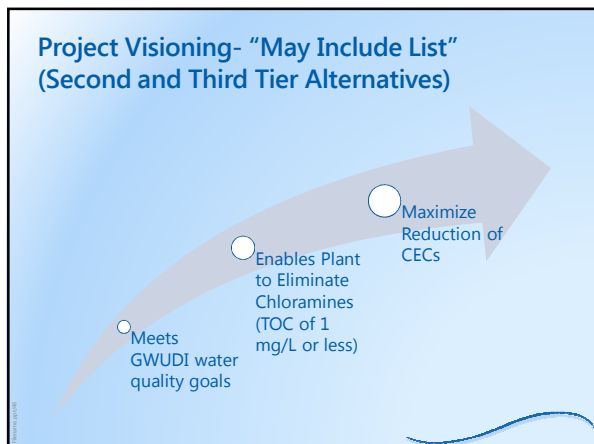 Project Visioning- “May Include List”
(Second and Third Tier Alternatives)
Meets
GWUDI water
quality goals
Enables Plant
to Eliminate
Chloramines
(TOC of 1
mg/L or less)
Maximize
Reduction of
CECs